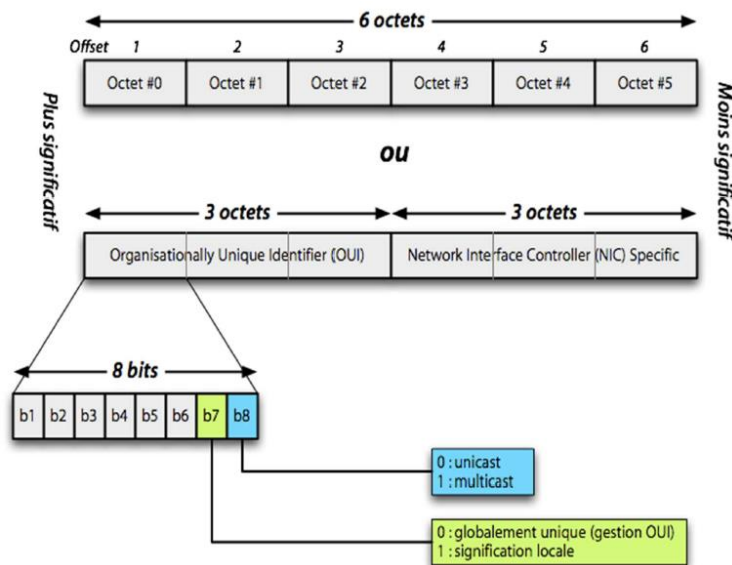 6 octets
Offset 1 2 3 4 5 6
Octet #0 Octet #1 Octet #2 Octet #3 Octet #4 Octet #5
Plus significatif
Moins significatif
ou
3 octets 3 octets
Organisationally Unique Identifier (OUI) Network Interface Controller (NIC) Specific
8 bits
b1 b2 b3 b4 b5 b6 b7 b8
0 : unicast
1 : multicast
0 : globalement unique (gestion OUI)
1 : signification locale